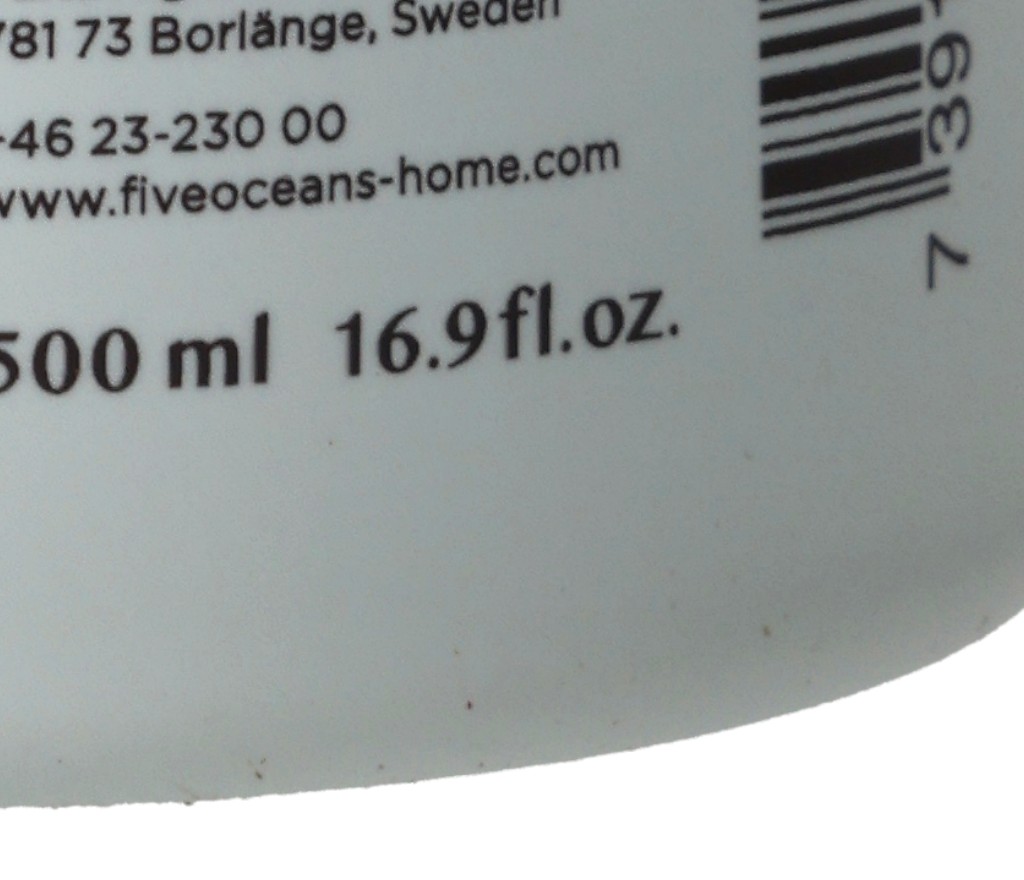 781 73 Borlänge, Sweden
+46 23-230 00
www.fiveoceans-home.com
500 ml 16.9 fl.oz.
7 39